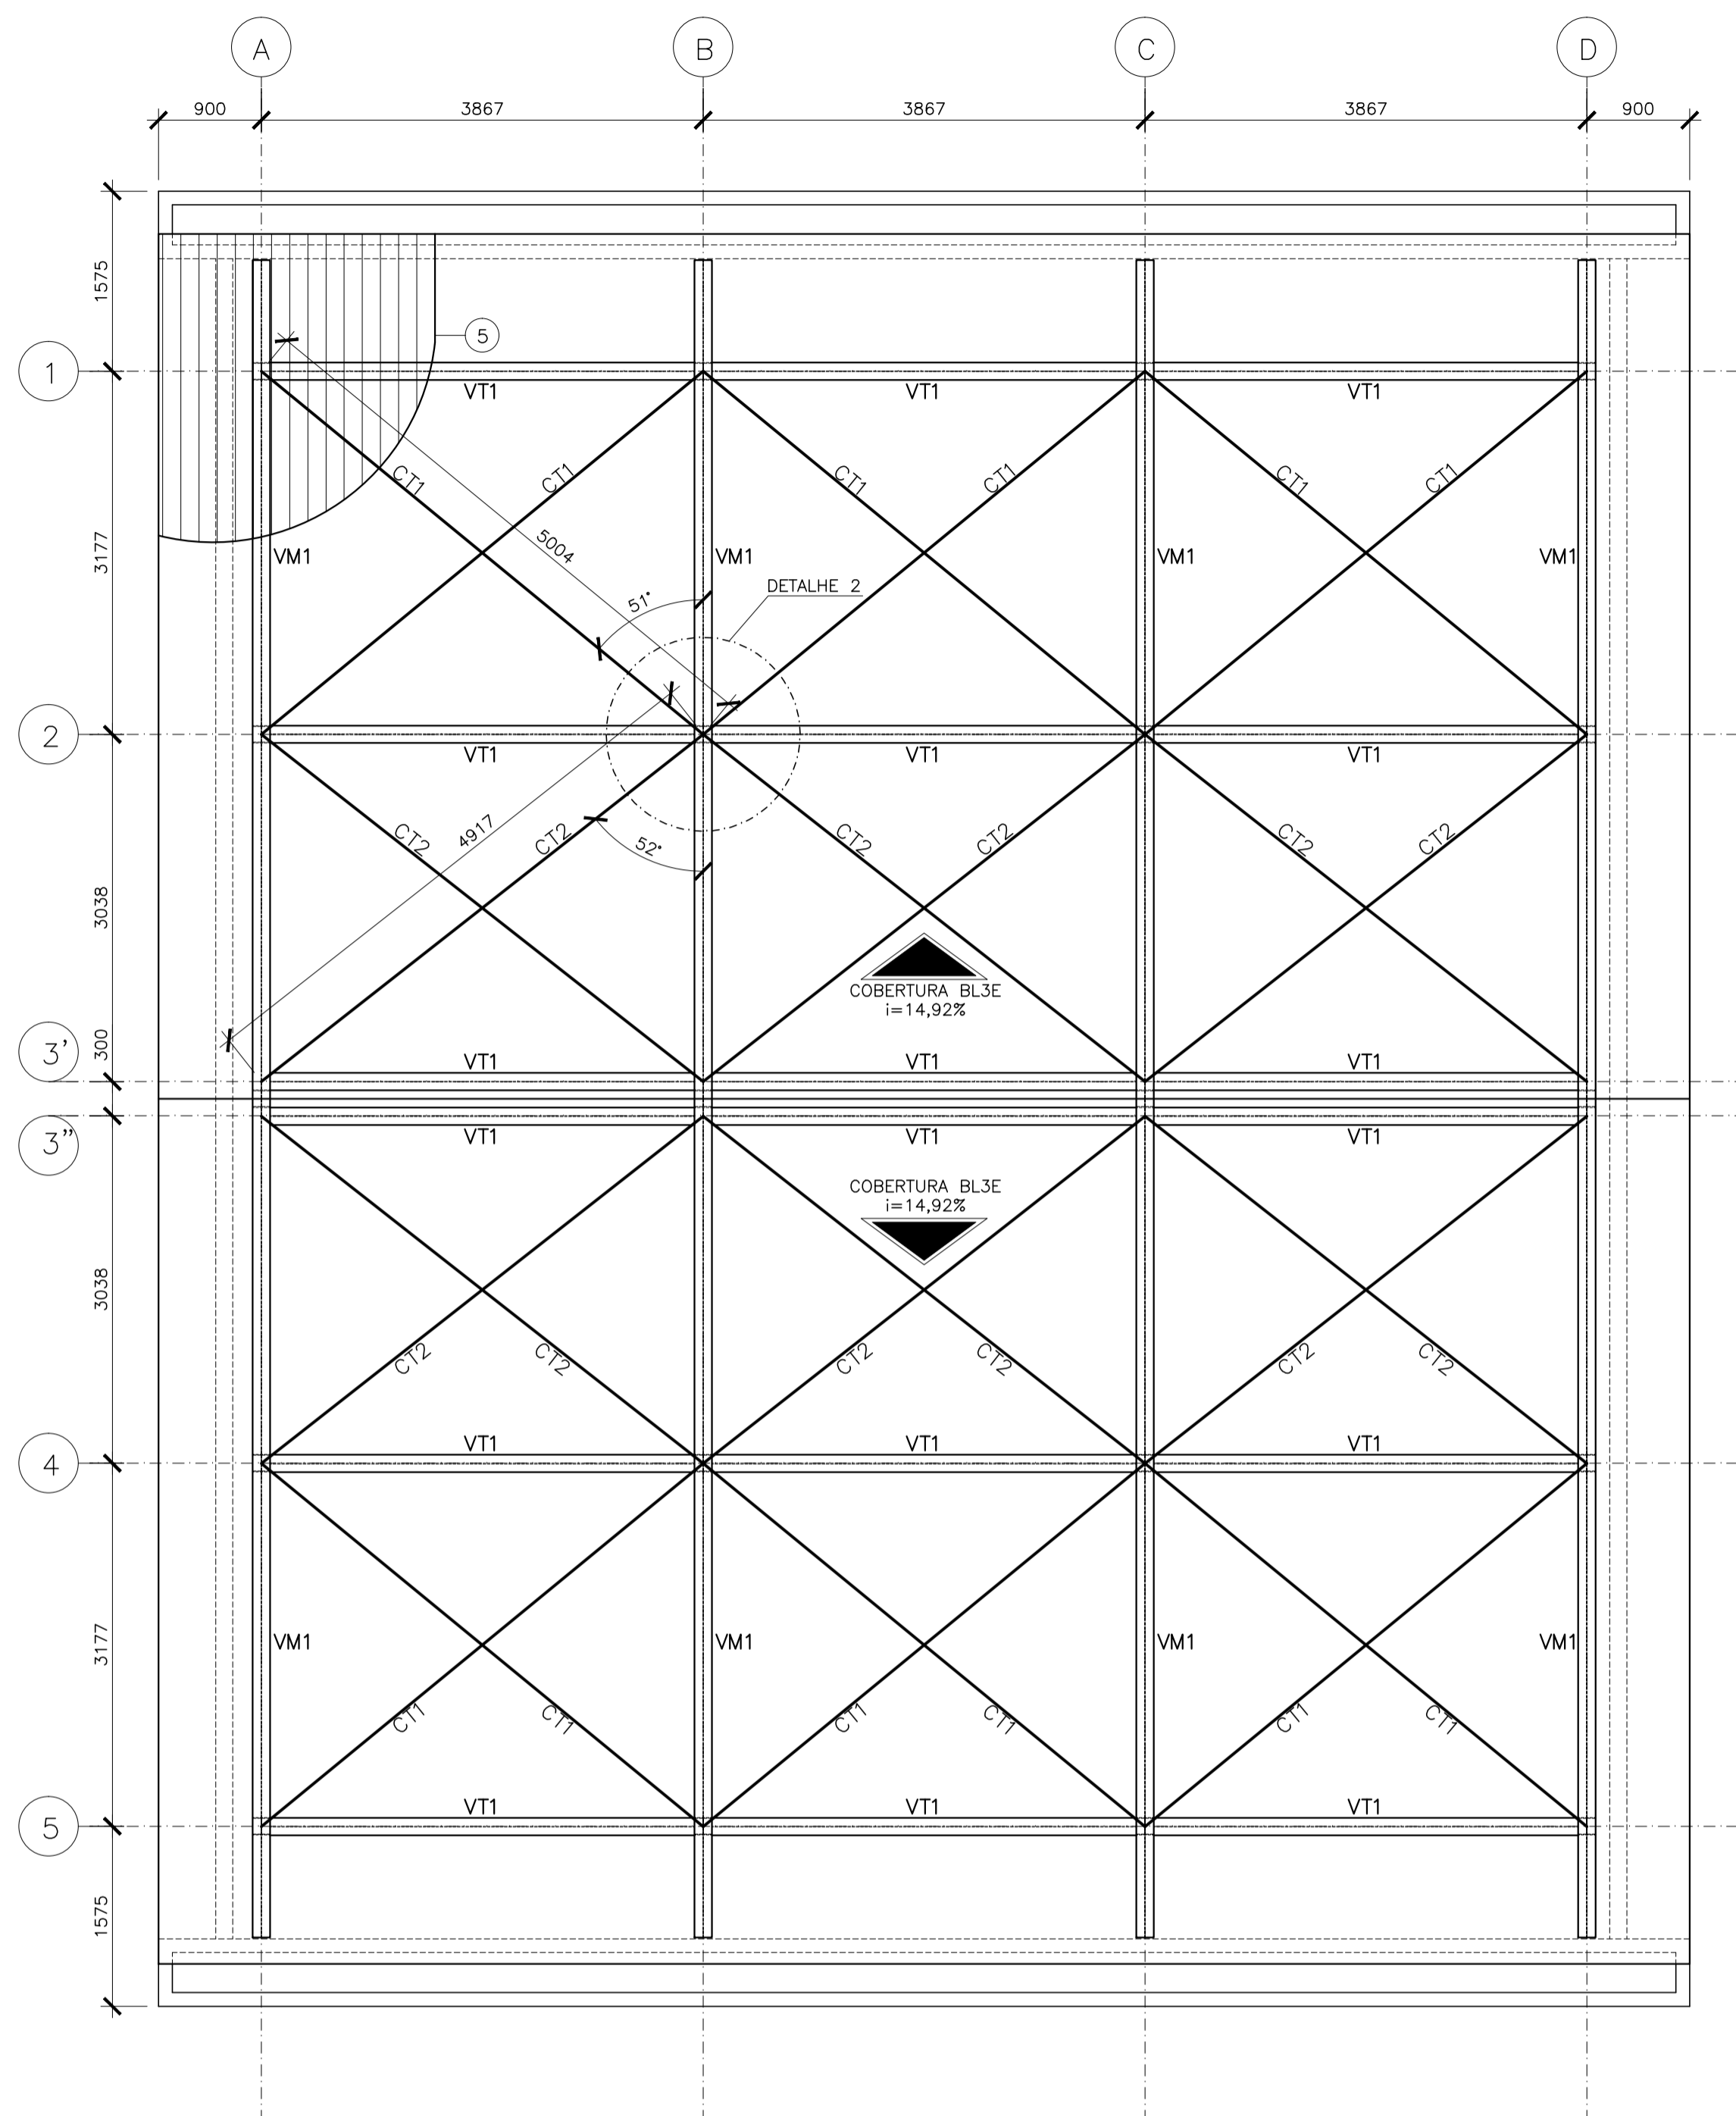 A B C D
900 3867 3867 3867 900
1575
5
1
VT1 VT1 VT1
CT1 CT1 CT1 CT1 CT1 CT1
3177
5004
VM1 VM1 VM1 VM1
DETALHE 2
51°
2
VT1 VT1 VT1
4917
CT2 CT2 CT2 CT2 CT2 CT2
52°
3038
COBERTURA BL3E
i=14,92%
300
3'
VT1 VT1 VT1
3"
VT1 VT1 VT1
COBERTURA BL3E
i=14,92%
3038
CT2 CT2 CT2 CT2 CT2 CT2
VT1 VT1 VT1
4
3177
VM1 VM1 VM1 VM1
CT1 CT1 CT1 CT1 CT1 CT1
VT1 VT1 VT1
5
1575